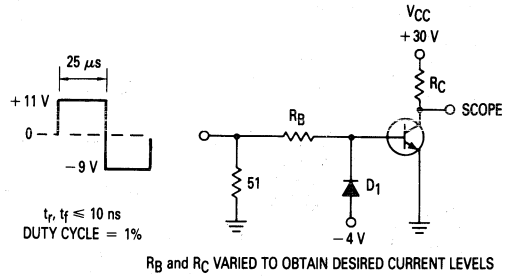 VCC
+30 V
25 μs
RC
+11 V
SCOPE
RB
0
51
D1
−9 V
tr, tf ≤ 10 ns
DUTY CYCLE = 1%
−4 V
RB and RC VARIED TO OBTAIN DESIRED CURRENT LEVELS